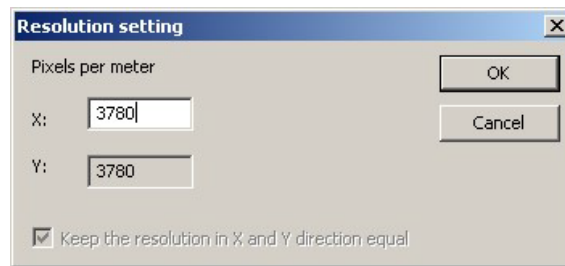 Resolution setting
Pixels per meter
OK
X:
3780
Cancel
Y:
3780
Keep the resolution in X and Y direction equal